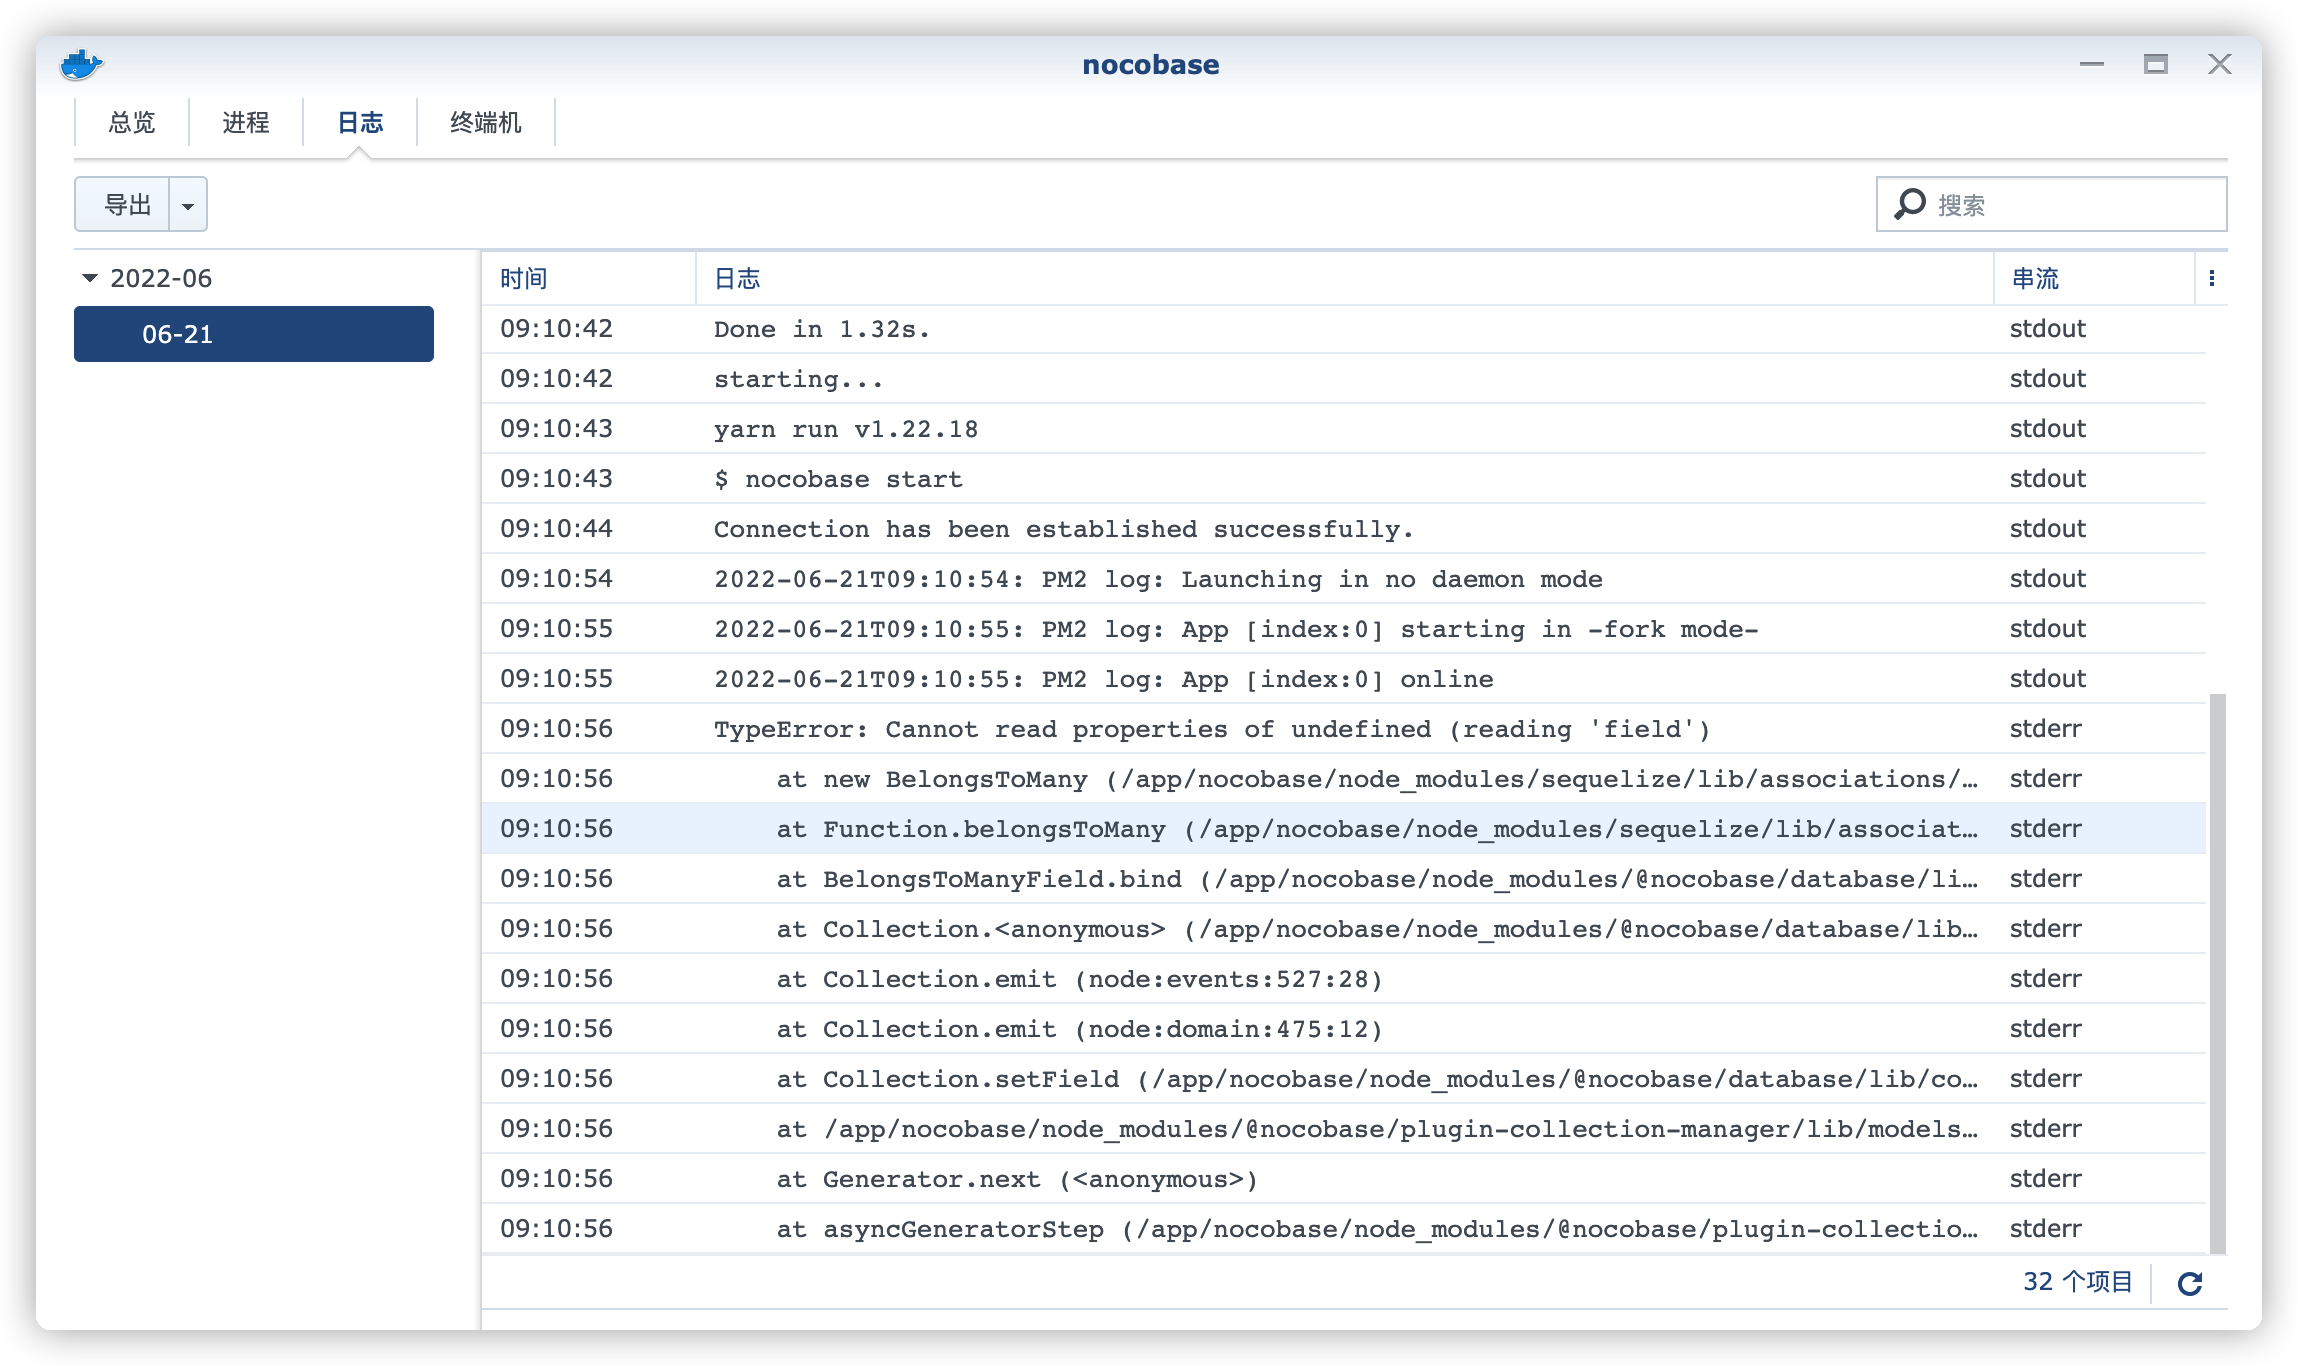 nocobase
总览 进程 日志 终端机
导出 搜索
2022-06
06-21
时间 日志 串流
09:10:42 Done in 1.32s. stdout
09:10:42 starting... stdout
09:10:43 yarn run v1.22.18 stdout
09:10:43 $ nocobase start stdout
09:10:44 Connection has been established successfully. stdout
09:10:54 2022-06-21T09:10:54: PM2 log: Launching in no daemon mode stdout
09:10:55 2022-06-21T09:10:55: PM2 log: App [index:0] starting in -fork mode- stdout
09:10:55 2022-06-21T09:10:55: PM2 log: App [index:0] online stdout
09:10:56 TypeError: Cannot read properties of undefined (reading 'field') stderr
09:10:56 at new BelongsToMany (/app/nocobase/node_modules/sequelize/lib/associations/… stderr
09:10:56 at Function.belongsToMany (/app/nocobase/node_modules/sequelize/lib/associat… stderr
09:10:56 at BelongsToManyField.bind (/app/nocobase/node_modules/@nocobase/database/li… stderr
09:10:56 at Collection.<anonymous> (/app/nocobase/node_modules/@nocobase/database/lib… stderr
09:10:56 at Collection.emit (node:events:527:28) stderr
09:10:56 at Collection.emit (node:domain:475:12) stderr
09:10:56 at Collection.setField (/app/nocobase/node_modules/@nocobase/database/lib/co… stderr
09:10:56 at /app/nocobase/node_modules/@nocobase/plugin-collection-manager/lib/models… stderr
09:10:56 at Generator.next (<anonymous>) stderr
09:10:56 at asyncGeneratorStep (/app/nocobase/node_modules/@nocobase/plugin-collectio… stderr
32 个项目